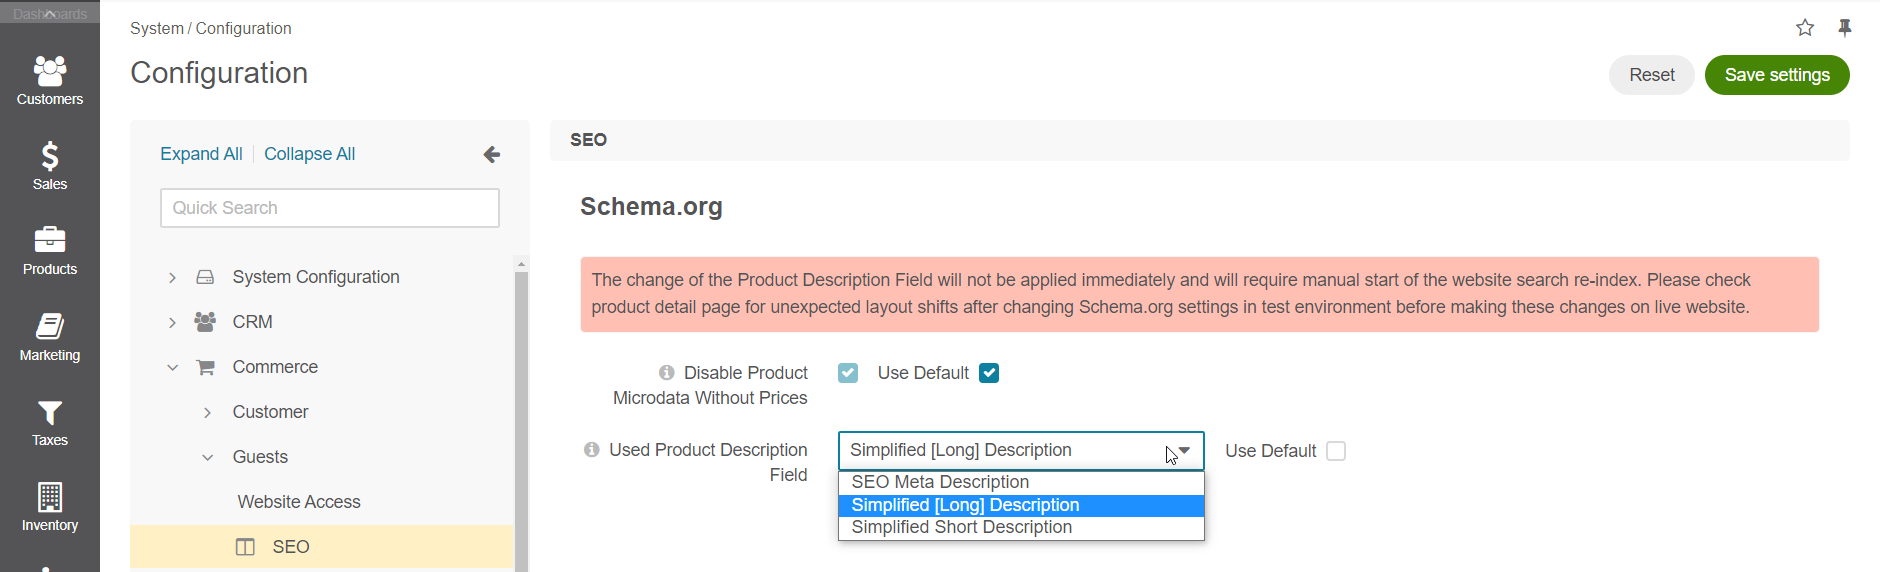 Dashboards
Customers
Sales
Products
Marketing
Taxes
Inventory
System / Configuration
Configuration
Reset
Save settings
Expand All
Collapse All
Quick Search
System Configuration
CRM
Commerce
Customer
Guests
Website Access
SEO
SEO
Schema.org
The change of the Product Description Field will not be applied immediately and will require manual start of the website search re-index. Please check
product detail page for unexpected layout shifts after changing Schema.org settings in test environment before making these changes on live website.
Disable Product
Microdata Without Prices
Use Default
Used Product Description
Field
Simplified [Long] Description
Use Default
SEO Meta Description
Simplified [Long] Description
Simplified Short Description